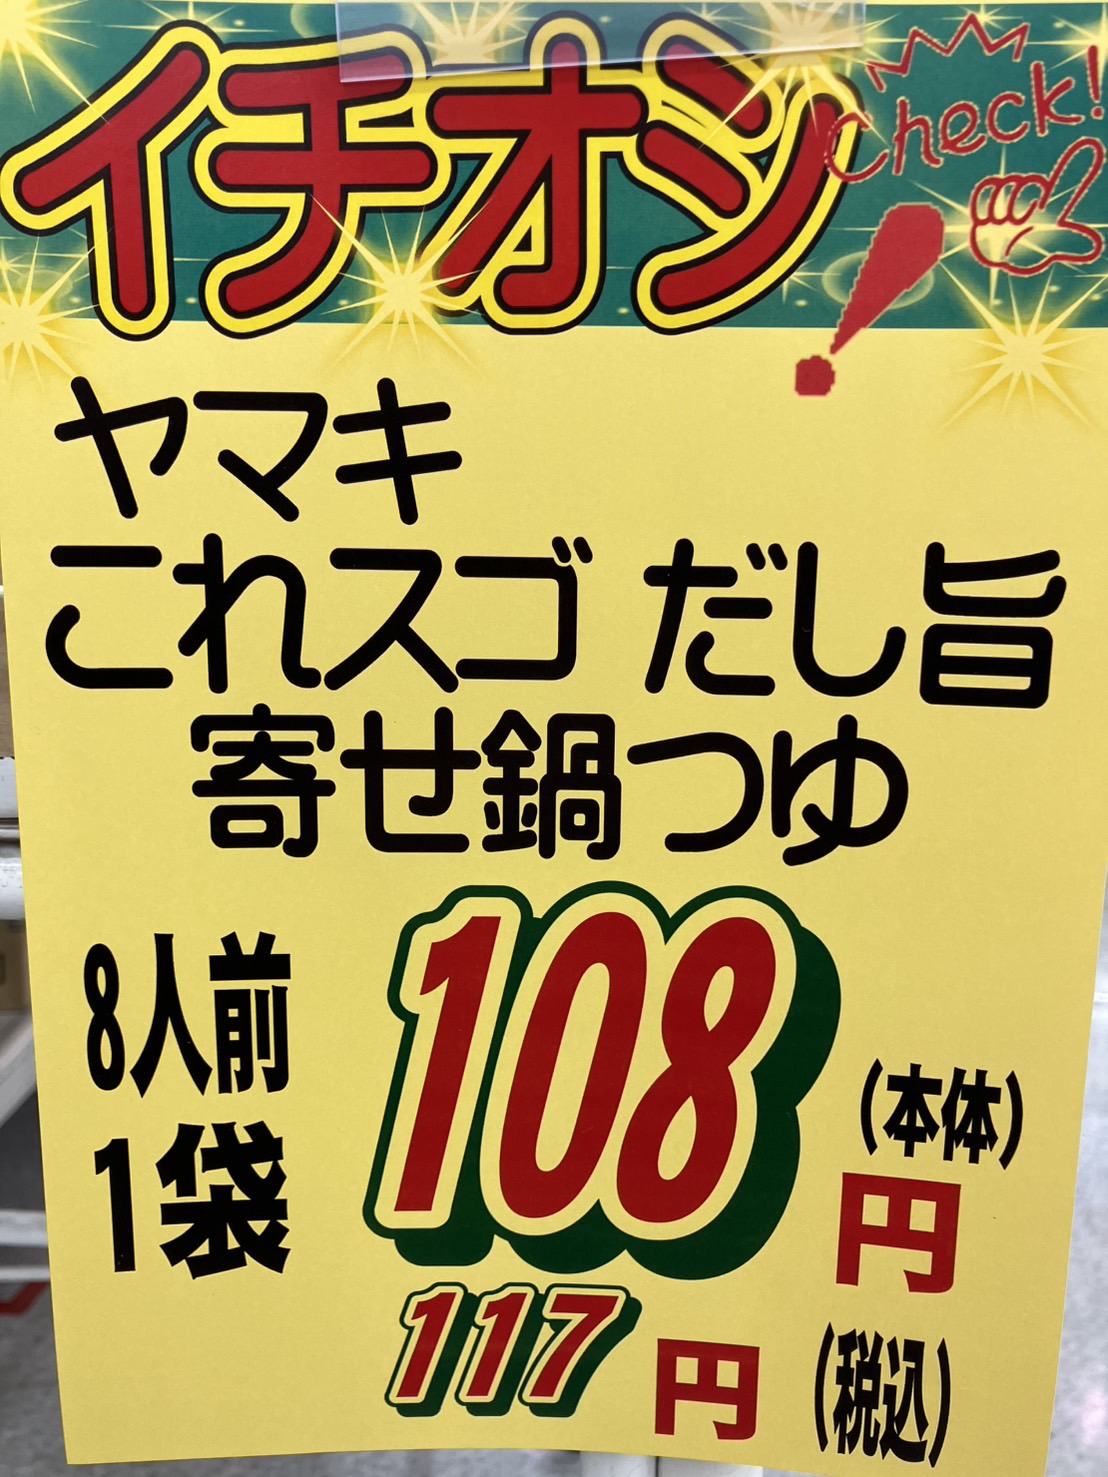 イチオシ
Check!
ヤマキ
これスゴ だし旨
寄せ鍋つゆ
8人前
1袋
108
(本体)
円
117円
(税込)